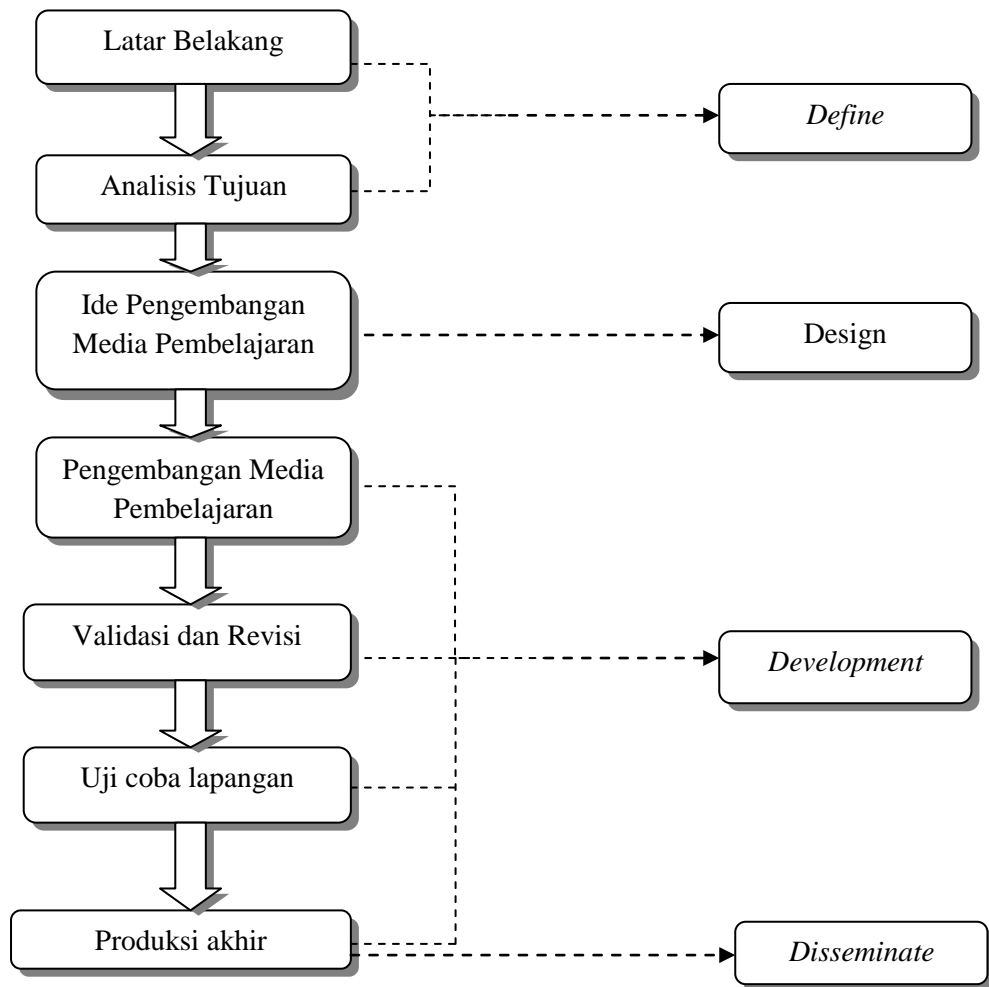 Latar Belakang
Define
Analisis Tujuan
Ide Pengembangan
Media Pembelajaran
Design
Pengembangan Media
Pembelajaran
Validasi dan Revisi
Development
Uji coba lapangan
Produksi akhir
Disseminate